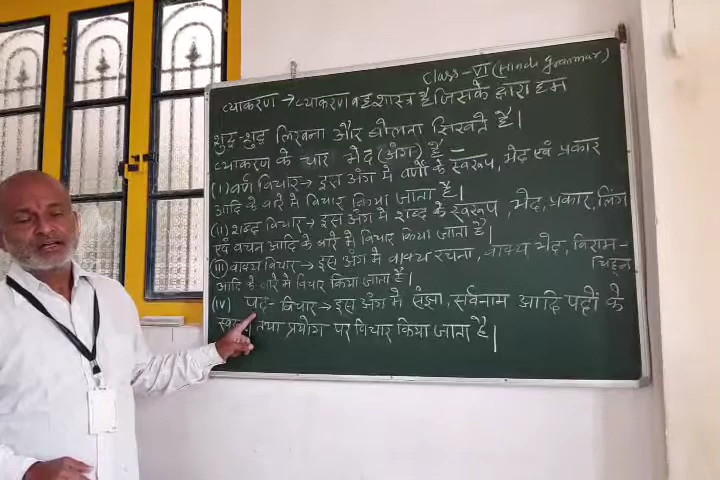 Class - VI (Hindi Grammar)
व्याकरण → व्याकरण वह शास्त्र है जिसके द्वारा हम
शुद्ध-शुद्ध लिखना और बोलना सिखते हैं।
व्याकरण के चार भेद (अंग) हैं -
(i) वर्ण विचार → इस अंग में वर्णों के स्वरूप, भेद एवं प्रकार
आदि के बारे में विचार किया जाता है।
(ii) शब्द विचार → इस अंग में शब्द के स्वरूप, भेद, प्रकार, लिंग
एवं वचन आदि के बारे में विचार किया जाता है।
(iii) वाक्य विचार → इस अंग में वाक्य रचना, वाक्य भेद, विराम-
चिह्न
आदि के बारे में विचार किया जाता है।
(iv) पद - विचार → इस अंग में संज्ञा, सर्वनाम आदि पदों के
तथा प्रयोग पर विचार किया जाता है।